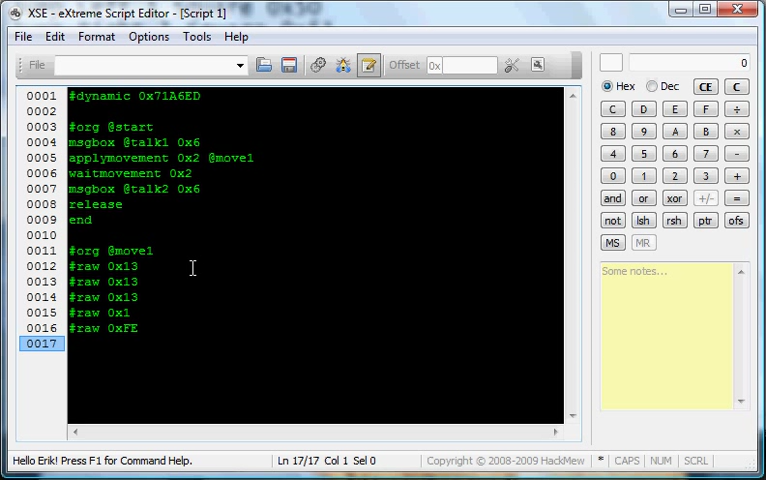 XSE - eXtreme Script Editor - [Script 1]
File Edit Format Options Tools Help
File Offset 0x
0
Hex Dec CE C
C D E F ÷
8 9 A B ×
4 5 6 7 -
0 1 2 3 +
and or xor +/- =
not lsh rsh ptr ofs
MS MR
Some notes...
0001 #dynamic 0x71A6ED
0002
0003 #org @start
0004 msgbox @talk1 0x6
0005 applymovement 0x2 @move1
0006 waitmovement 0x2
0007 msgbox @talk2 0x6
0008 release
0009 end
0010
0011 #org @move1
0012 #raw 0x13
0013 #raw 0x13
0014 #raw 0x13
0015 #raw 0x1
0016 #raw 0xFE
0017
Hello Erik! Press F1 for Command Help. Ln 17/17 Col 1 Sel 0 Copyright © 2008-2009 HackMew * CAPS NUM SCRL